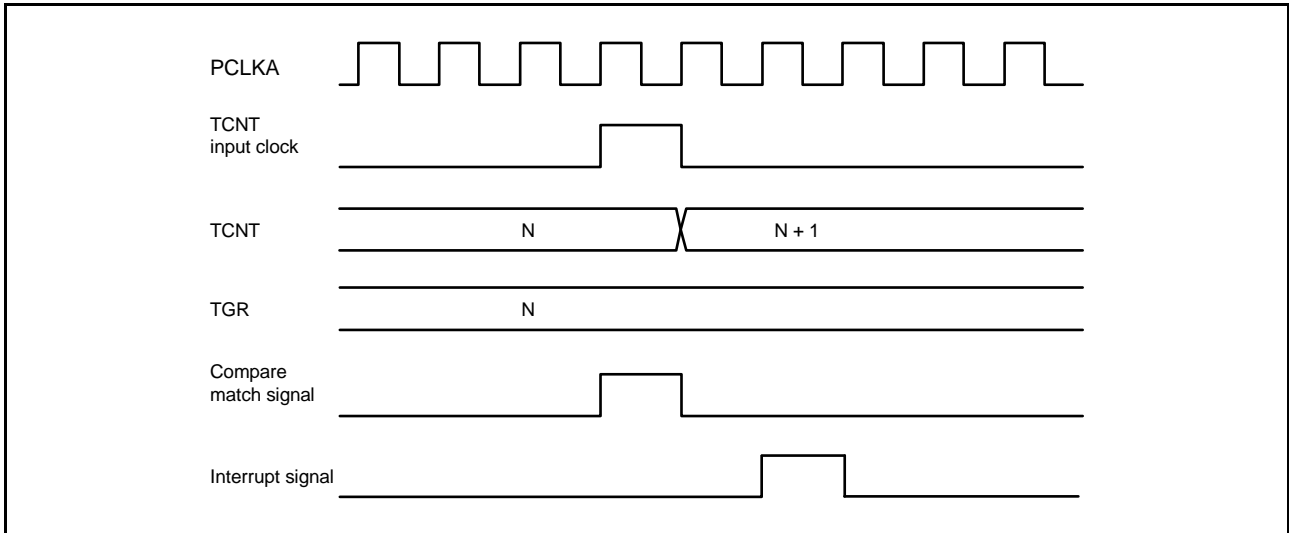 PCLKA
TCNT
input clock
TCNT
N
N + 1
TGR
N
Compare
match signal
Interrupt signal